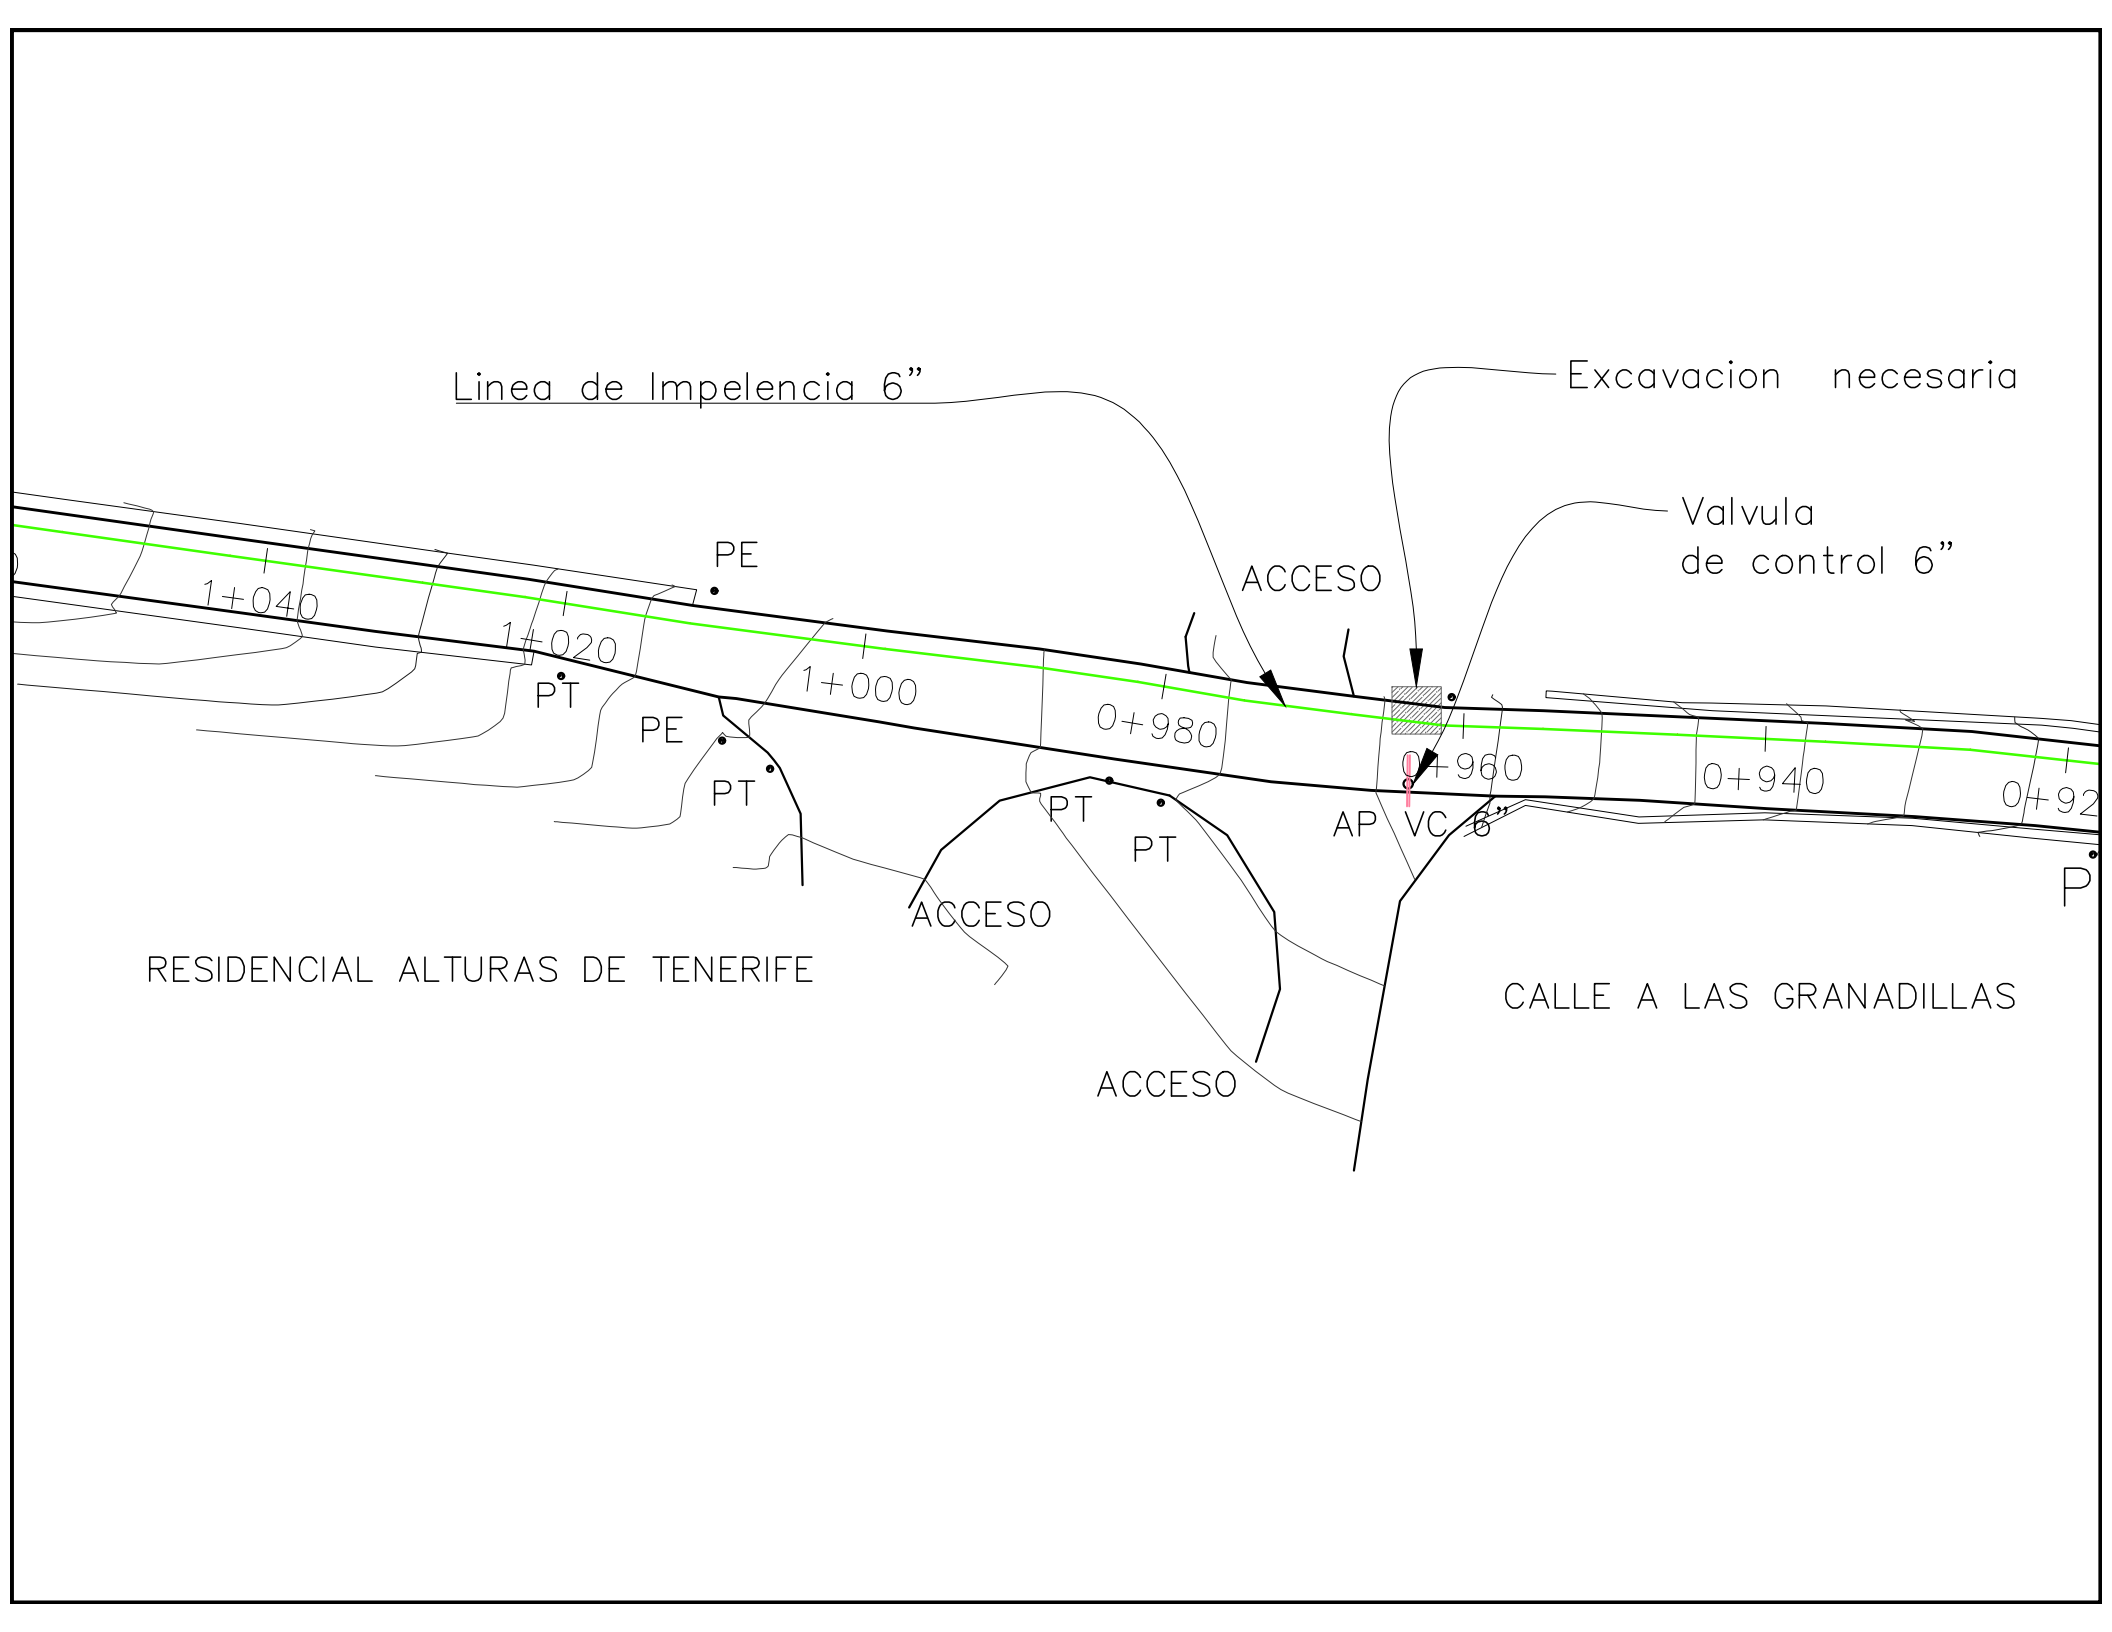 Linea de Impelencia 6”
Excavacion necesaria
Valvula
de control 6”
PE
ACCESO
1+040
1+020
PT
1+000
PE
0+980
PT
0+960
0+940
0+92
PT
PT
AP VC 6”
P
ACCESO
RESIDENCIAL ALTURAS DE TENERIFE
CALLE A LAS GRANADILLAS
ACCESO